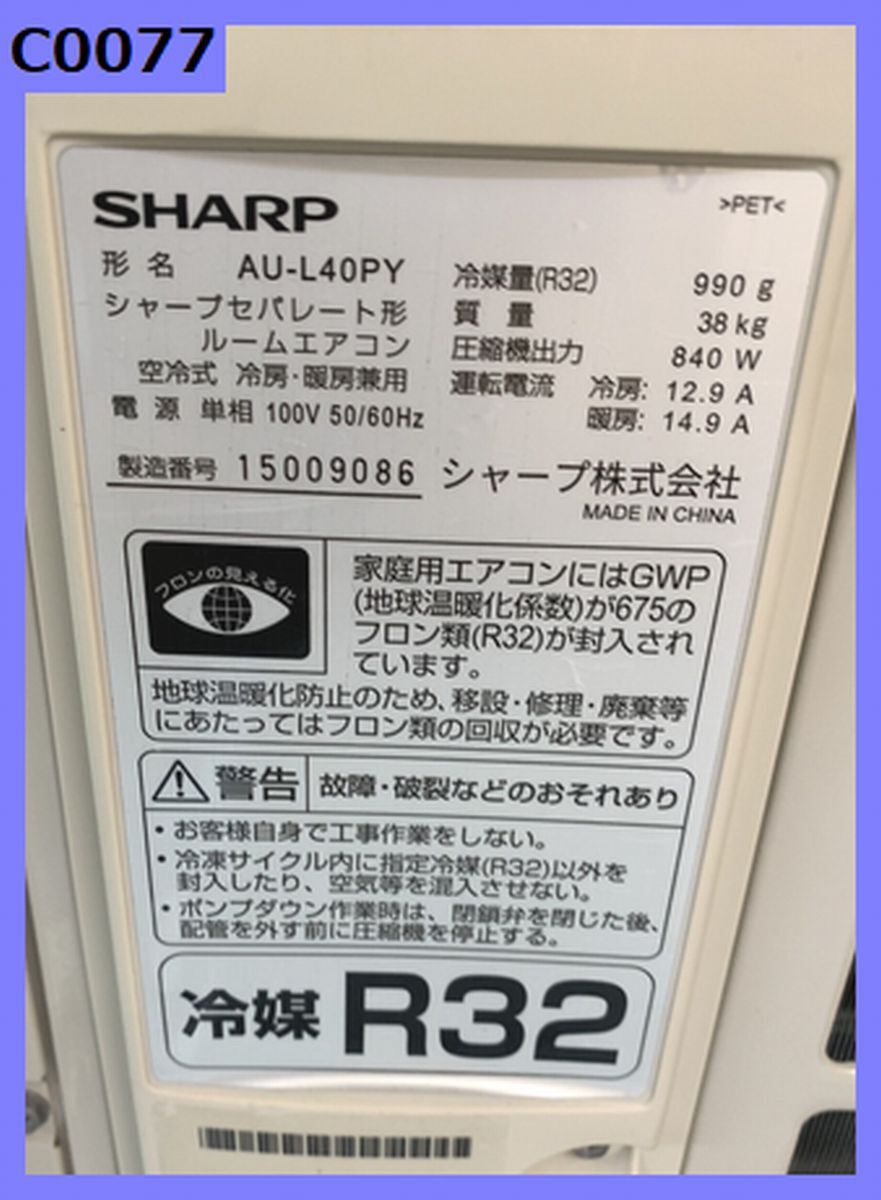 C0077
SHARP
>PET<
形名 AU-L40PY
シャープセパレート形
ルームエアコン
空冷式 冷房・暖房兼用
電源 単相 100V 50/60Hz
製造番号 15009086
冷媒量(R32) 990 g
質量 38 kg
圧縮機出力 840 W
運転電流 冷房: 12.9 A
暖房: 14.9 A
シャープ株式会社
MADE IN CHINA
フロンの見える化
家庭用エアコンにはGWP
(地球温暖化係数)が675の
フロン類(R32)が封入され
ています。
地球温暖化防止のため、移設・修理・廃棄等
にあたってはフロン類の回収が必要です。
警告 故障・破裂などのおそれあり
・お客様自身で工事作業をしない。
・冷凍サイクル内に指定冷媒(R32)以外を
封入したり、空気等を混入させない。
・ポンプダウン作業時は、閉鎖弁を閉じた後、
配管を外す前に圧縮機を停止する。
冷媒 R32